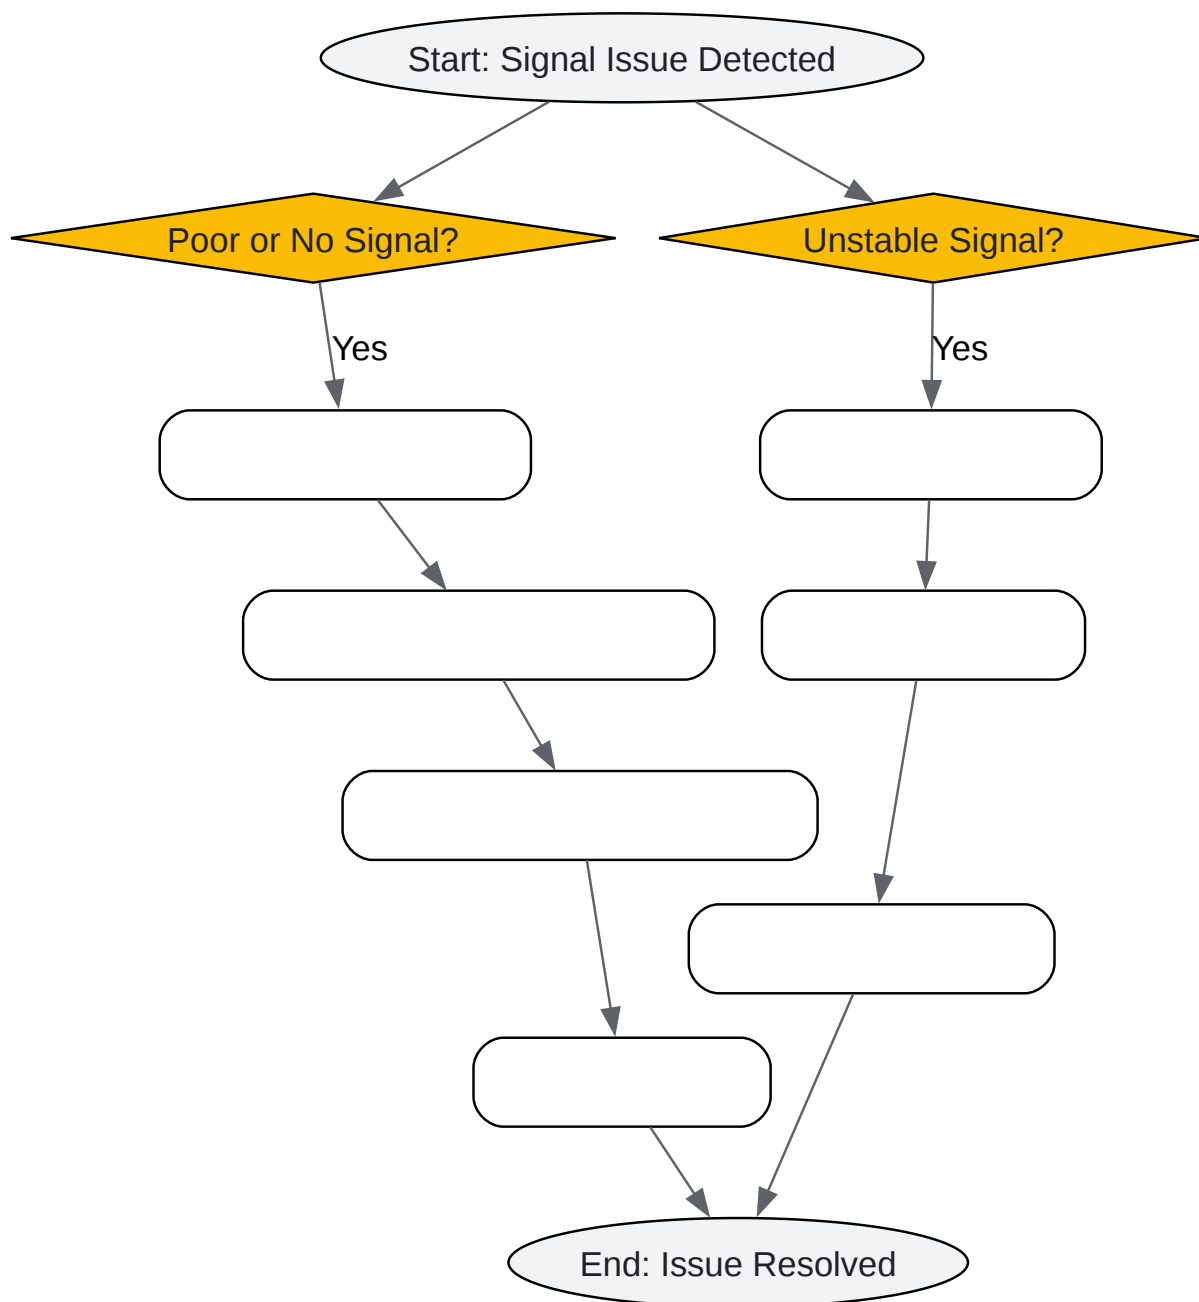 Start: Signal Issue Detected
Poor or No Signal?
Unstable Signal?
Yes
Yes
End: Issue Resolved